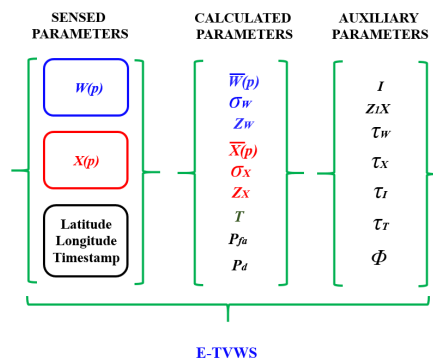 SENSED
PARAMETERS
CALCULATED
PARAMETERS
AUXILIARY
PARAMETERS
W(p)
X(p)
Latitude
Longitude
Timestamp
W̅(p)
σW
ZW
X̅(p)
σX
ZX
T
Pfa
Pd
I
Z1X
τW
τX
τI
τT
Φ
E-TVWS